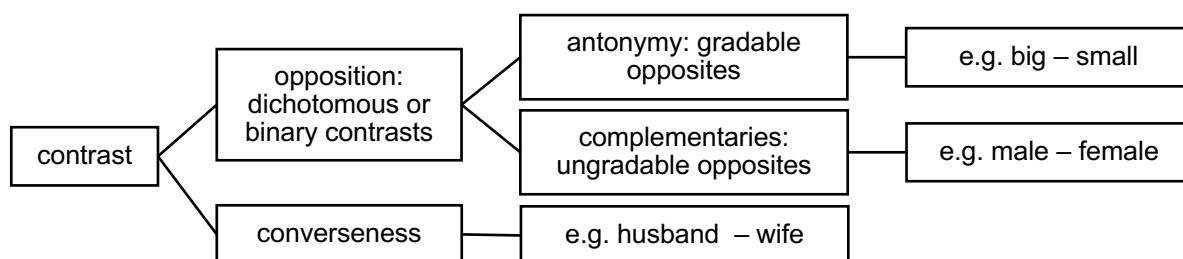 contrast
opposition:
dichotomous or
binary contrasts
antonymy: gradable
opposites
e.g. big – small
complementaries:
ungradable opposites
e.g. male – female
converseness
e.g. husband – wife